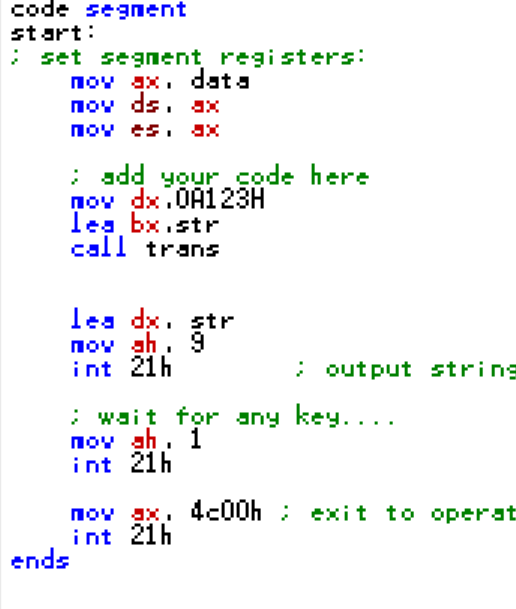 code segment
start:
; set segment registers:
mov ax, data
mov ds, ax
mov es, ax
; add your code here
mov dx,0A123H
lea bx,str
call trans
lea dx, str
mov ah, 9
int 21h ; output string
; wait for any key....
mov ah, 1
int 21h
mov ax, 4c00h ; exit to operat
int 21h
ends